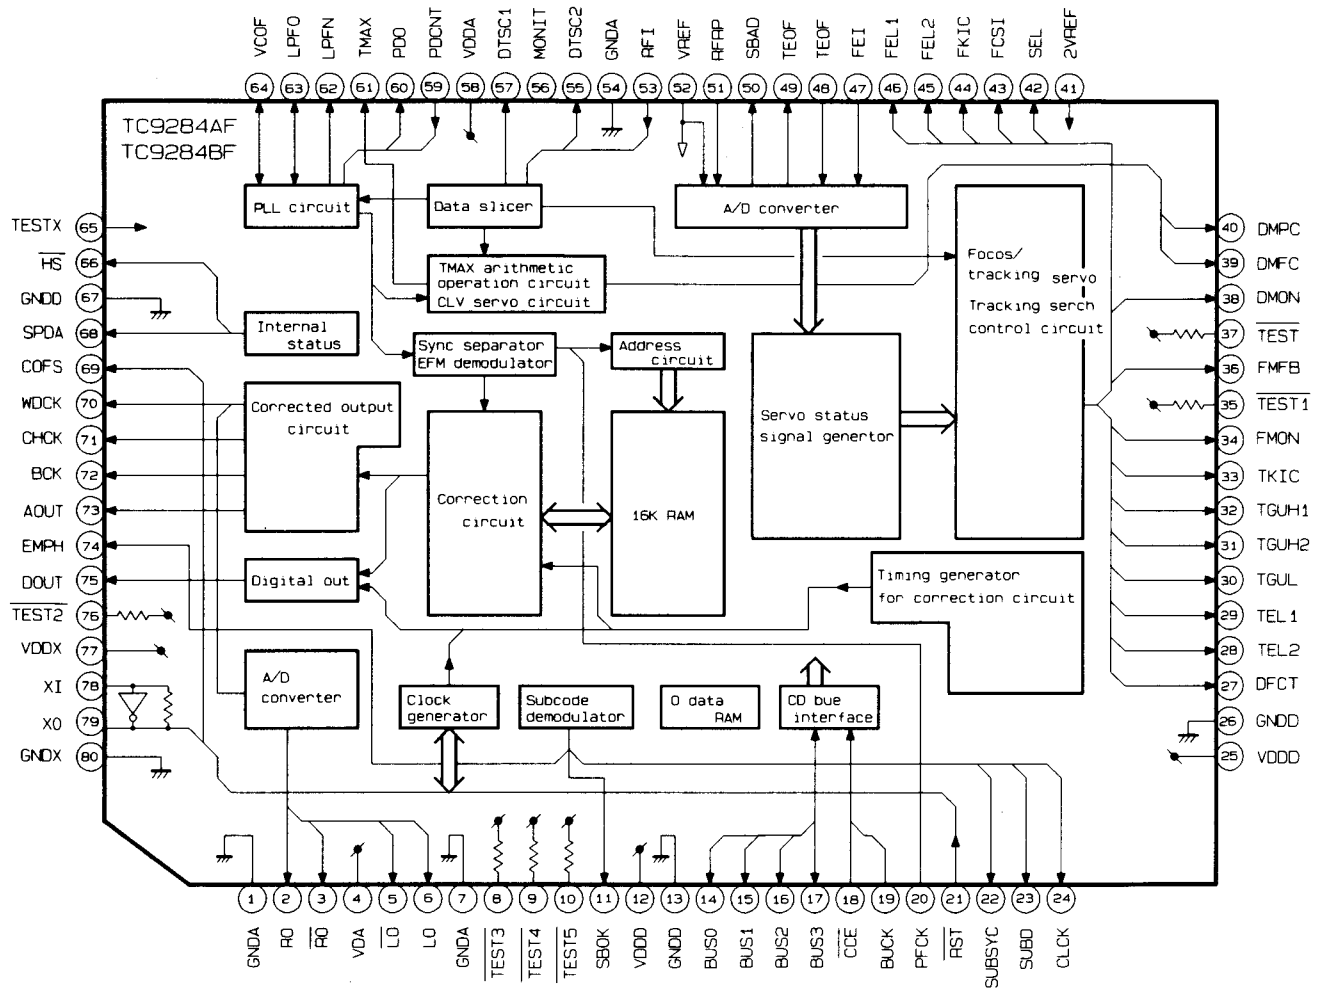 VCOF LPFO LPFN TMAX PDO PDCNT VDDA DTSC1 MONIT DTSC2 GNDA RFI VREF RFRP SBAD TEOF TEOF FEI FEL1 FEL2 FKIC FCSI SEL 2VREF
64 63 62 61 60 59 58 57 56 55 54 53 52 51 50 49 48 47 46 45 44 43 42 41
TC9284AF
TC9284BF
PLL circuit
Data slicer
A/D converter
TMAX arithmetic
operation circuit
CLV servo circuit
Focos/
tracking servo
Tracking serch
control circuit
Internal
status
Sync separator
EFM demodulator
Address
circuit
Servo status
signal genertor
Corrected output
circuit
Correction
circuit
16K RAM
Digital out
Timing generator
for correction circuit
A/D
converter
Clock
generator
Subcode
demodulator
O data
RAM
CD bue
interface
TESTX 65
HS 66
GNDD 67
SPDA 68
COFS 69
WDCK 70
CHCK 71
BCK 72
AOUT 73
EMPH 74
DOUT 75
TEST2 76
VDDX 77
XI 78
XO 79
GNDX 80
40 DMPC
39 DMFC
38 DMON
37 TEST
36 FMFB
35 TEST1
34 FMON
33 TKIC
32 TGUH1
31 TGUH2
30 TGUL
29 TEL1
28 TEL2
27 DFCT
26 GNDD
25 VDDD
1 2 3 4 5 6 7 8 9 10 11 12 13 14 15 16 17 18 19 20 21 22 23 24
GNDA RO RO VDA LO LO GNDA TEST3 TEST4 TEST5 SBOK VDDD GNDD BUS0 BUS1 BUS2 BUS3 CCE BUCK PFCK RST SUBSYC SUBD CLCK